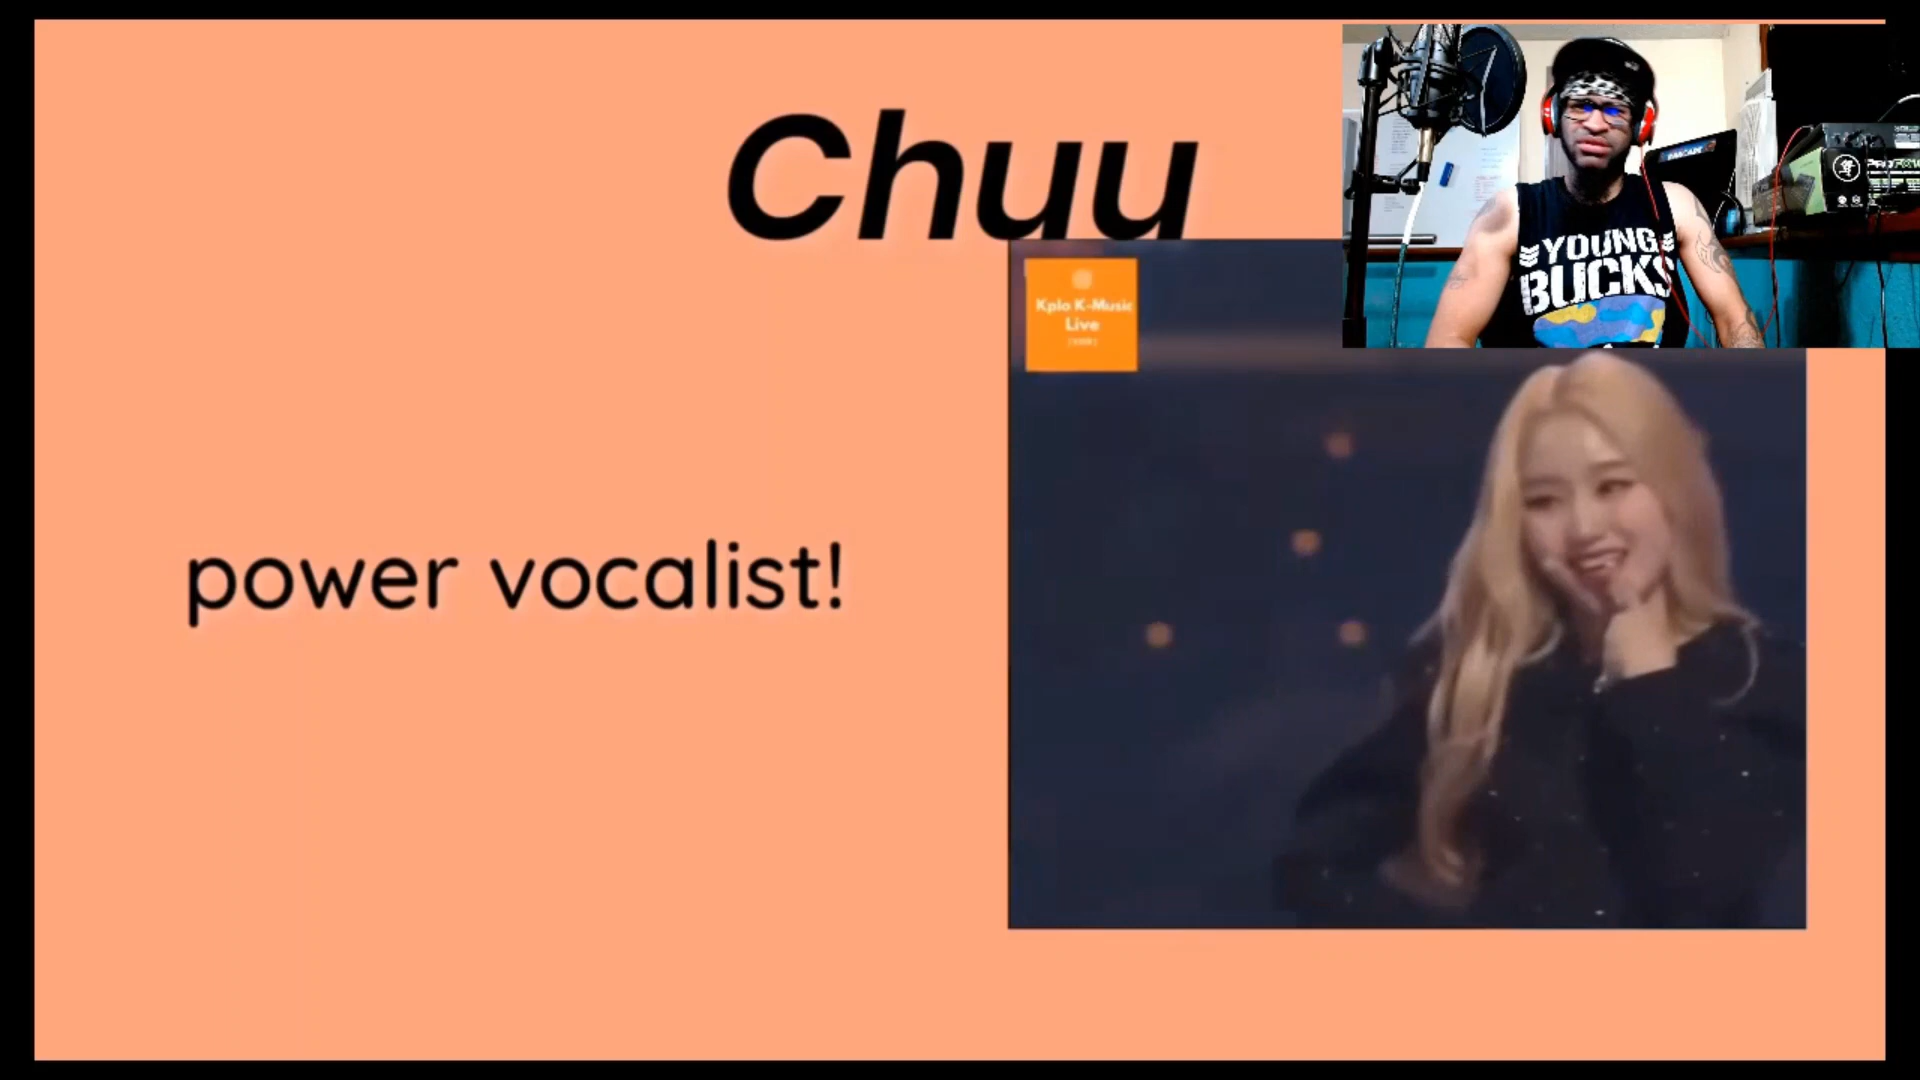 Chuu
Kplo K-Music
Live
YOUNG
BUCKS
power vocalist!